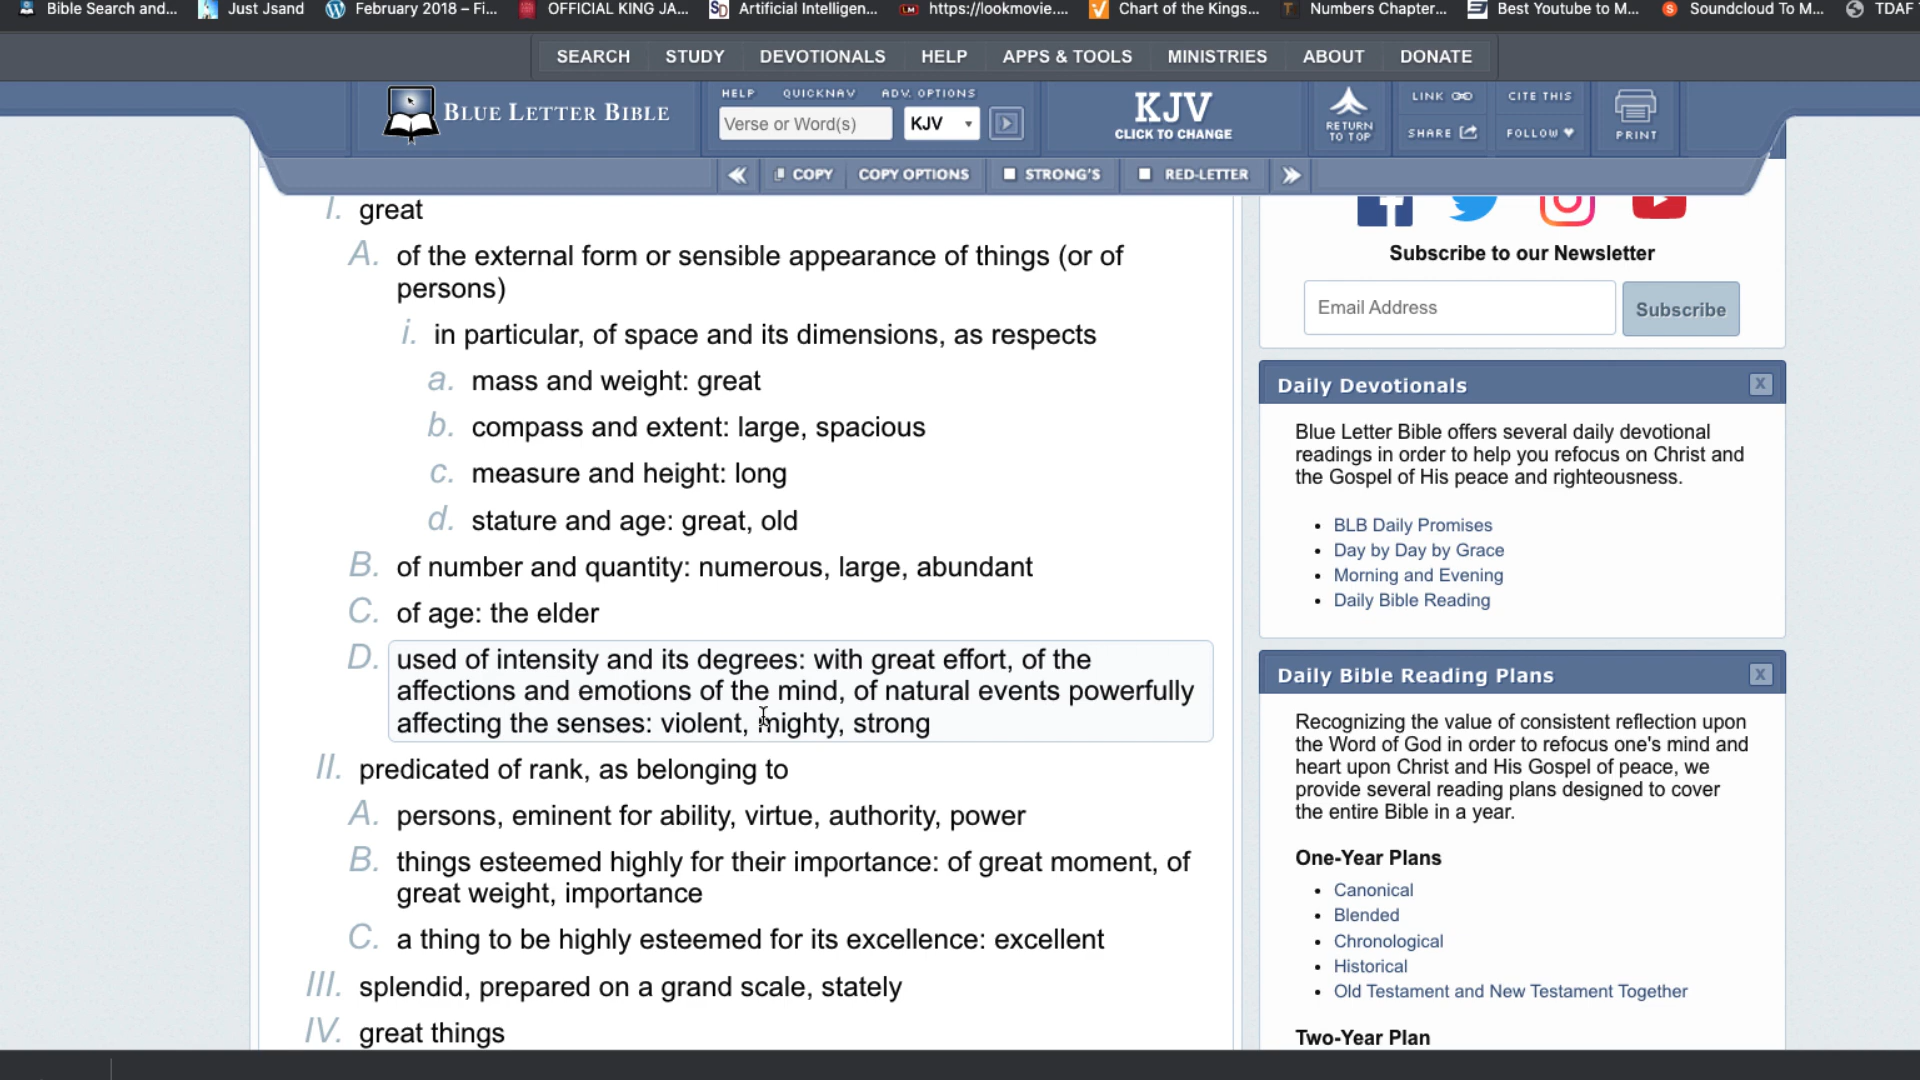 Bible Search and... Just Jsand February 2018 – Fi... OFFICIAL KING JA... Artificial Intelligen... https://lookmovie.... Chart of the Kings... Numbers Chapter... Best Youtube to M... Soundcloud To M... TDAF
SEARCH STUDY DEVOTIONALS HELP APPS & TOOLS MINISTRIES ABOUT DONATE
BLUE LETTER BIBLE
HELP QUICKNAV ADV. OPTIONS
Verse or Word(s) KJV
KJV
CLICK TO CHANGE
RETURN
TO TOP
LINK CITE THIS
SHARE FOLLOW
PRINT
COPY COPY OPTIONS STRONG'S RED-LETTER
I. great
A. of the external form or sensible appearance of things (or of
persons)
i. in particular, of space and its dimensions, as respects
a. mass and weight: great
b. compass and extent: large, spacious
c. measure and height: long
d. stature and age: great, old
B. of number and quantity: numerous, large, abundant
C. of age: the elder
D. used of intensity and its degrees: with great effort, of the
affections and emotions of the mind, of natural events powerfully
affecting the senses: violent, mighty, strong
II. predicated of rank, as belonging to
A. persons, eminent for ability, virtue, authority, power
B. things esteemed highly for their importance: of great moment, of
great weight, importance
C. a thing to be highly esteemed for its excellence: excellent
III. splendid, prepared on a grand scale, stately
IV. great things
Subscribe to our Newsletter
Email Address Subscribe
Daily Devotionals X
Blue Letter Bible offers several daily devotional
readings in order to help you refocus on Christ and
the Gospel of His peace and righteousness.
• BLB Daily Promises
• Day by Day by Grace
• Morning and Evening
• Daily Bible Reading
Daily Bible Reading Plans X
Recognizing the value of consistent reflection upon
the Word of God in order to refocus one's mind and
heart upon Christ and His Gospel of peace, we
provide several reading plans designed to cover
the entire Bible in a year.
One-Year Plans
• Canonical
• Blended
• Chronological
• Historical
• Old Testament and New Testament Together
Two-Year Plan